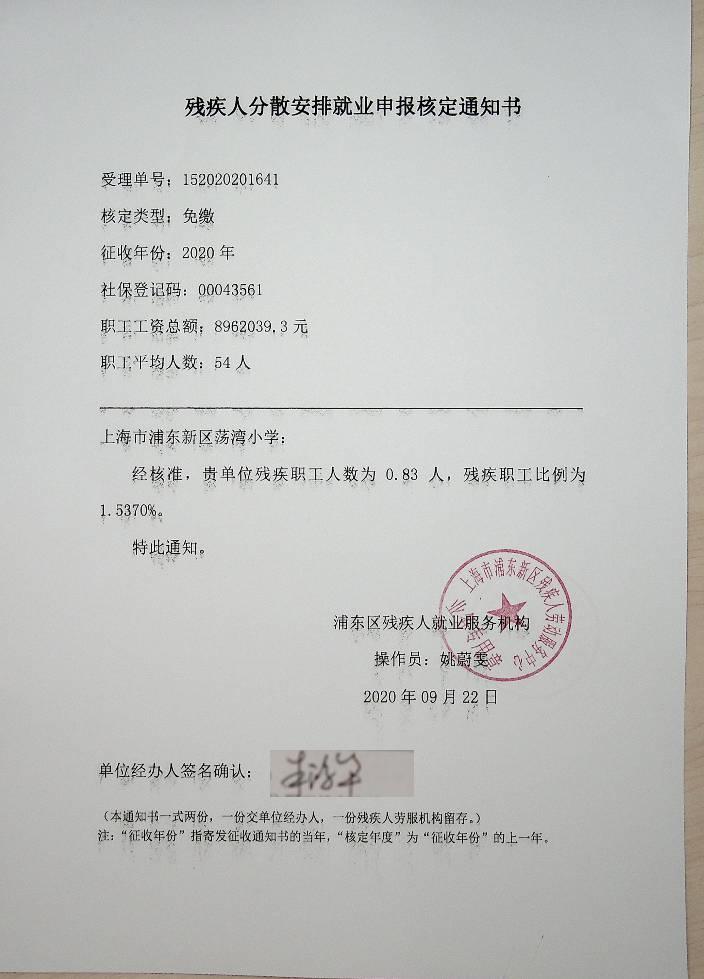 残疾人分散安排就业申报核定通知书
受理单号：152020201641
核定类型：免缴
征收年份：2020 年
社保登记码：00043561
职工工资总额：8962039.3 元
职工平均人数：54 人
上海市浦东新区荡湾小学：
经核准，贵单位残疾职工人数为 0.83 人，残疾职工比例为
1.5370%。
特此通知。
上海市浦东新区残疾人劳动服务中心
专用章
浦东区残疾人就业服务机构
操作员：姚蔚雯
2020 年 09 月 22 日
单位经办人签名确认：
（本通知书一式两份，一份交单位经办人，一份残疾人劳服机构留存。）
注：“征收年份”指寄发征收通知书的当年，“核定年度”为“征收年份”的上一年。